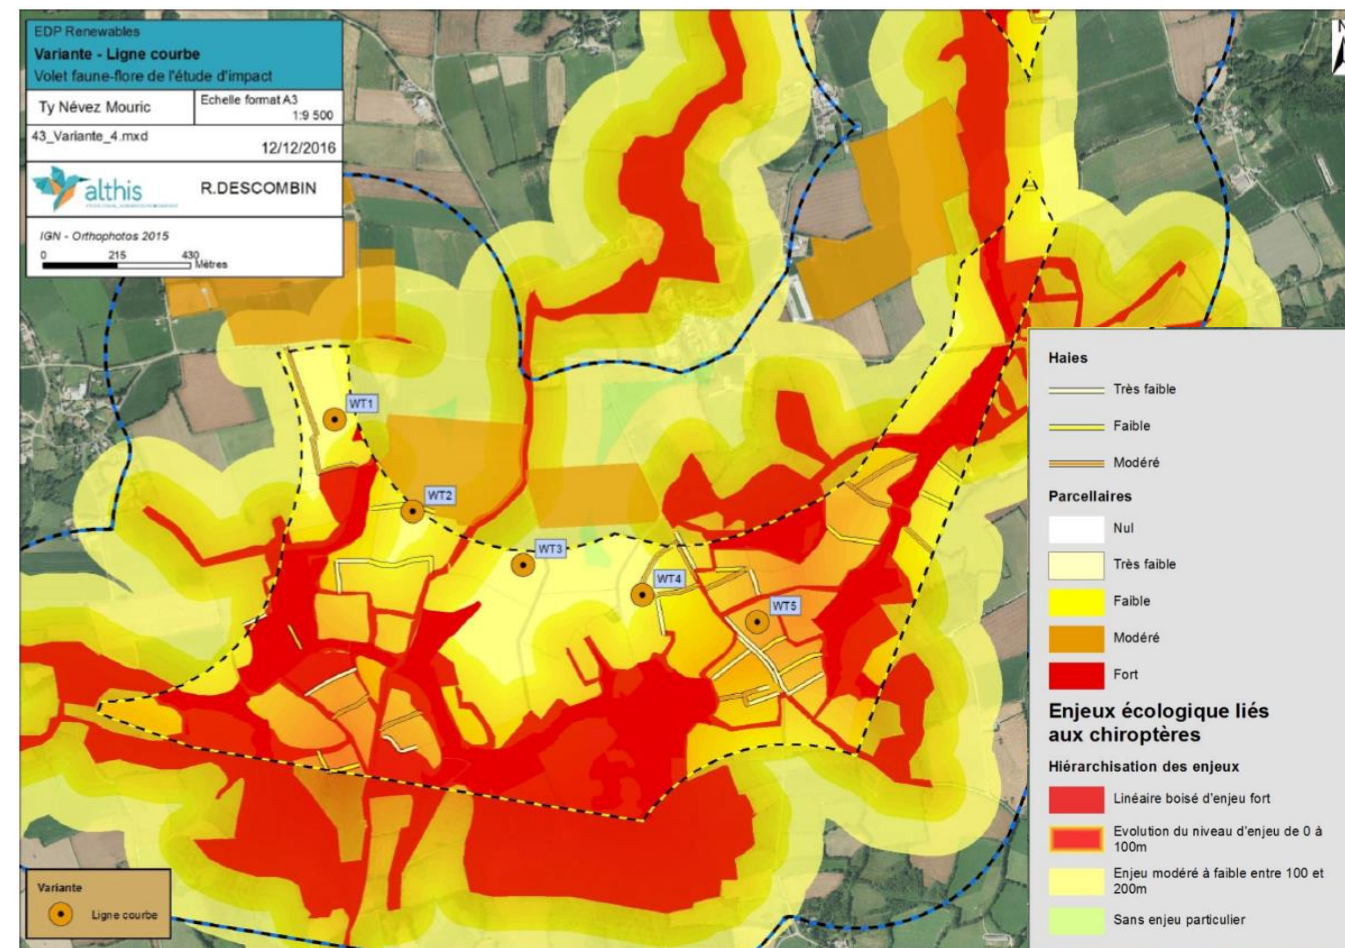 EDP Renewables
Variante - Ligne courbe
Volet faune-flore de l'étude d'impact
Ty Névez Mouric
Echelle format A3
1:9 500
43_Variante_4.mxd
12/12/2016
althis
R.DESCOMBIN
IGN - Orthophotos 2015
0 215 430
Mètres
N
WT1
WT2
WT3
WT4
WT5
Haies
Très faible
Faible
Modéré
Parcellaires
Nul
Très faible
Faible
Modéré
Fort
Enjeux écologique liés
aux chiroptères
Hiérarchisation des enjeux
Linéaire boisé d'enjeu fort
Evolution du niveau d'enjeu de 0 à
100m
Enjeu modéré à faible entre 100 et
200m
Sans enjeu particulier
Variante
Ligne courbe